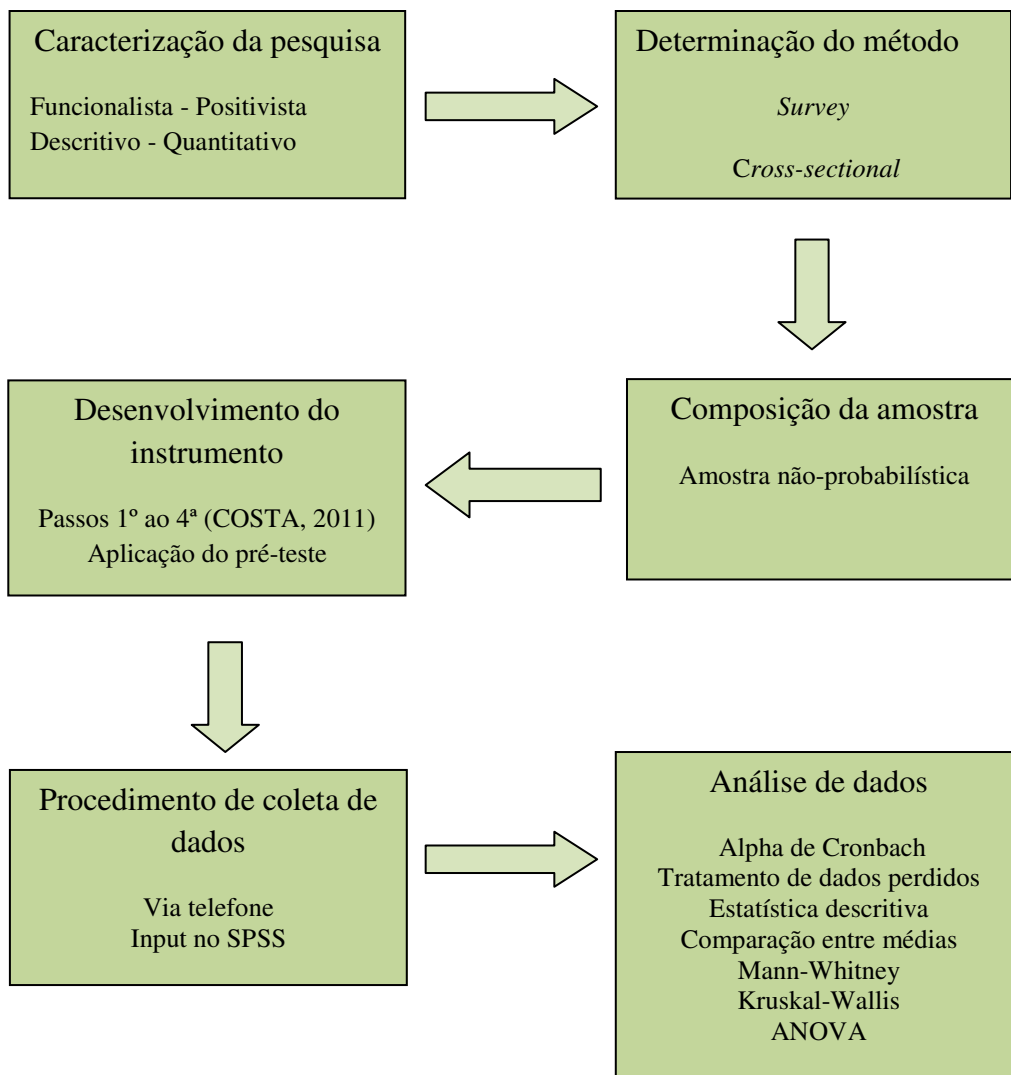 Caracterização da pesquisa
Funcionalista - Positivista
Descritivo - Quantitativo
Determinação do método
Survey
Cross-sectional
Composição da amostra
Amostra não-probabilística
Desenvolvimento do
instrumento
Passos 1º ao 4ª (COSTA, 2011)
Aplicação do pré-teste
Procedimento de coleta de
dados
Via telefone
Input no SPSS
Análise de dados
Alpha de Cronbach
Tratamento de dados perdidos
Estatística descritiva
Comparação entre médias
Mann-Whitney
Kruskal-Wallis
ANOVA